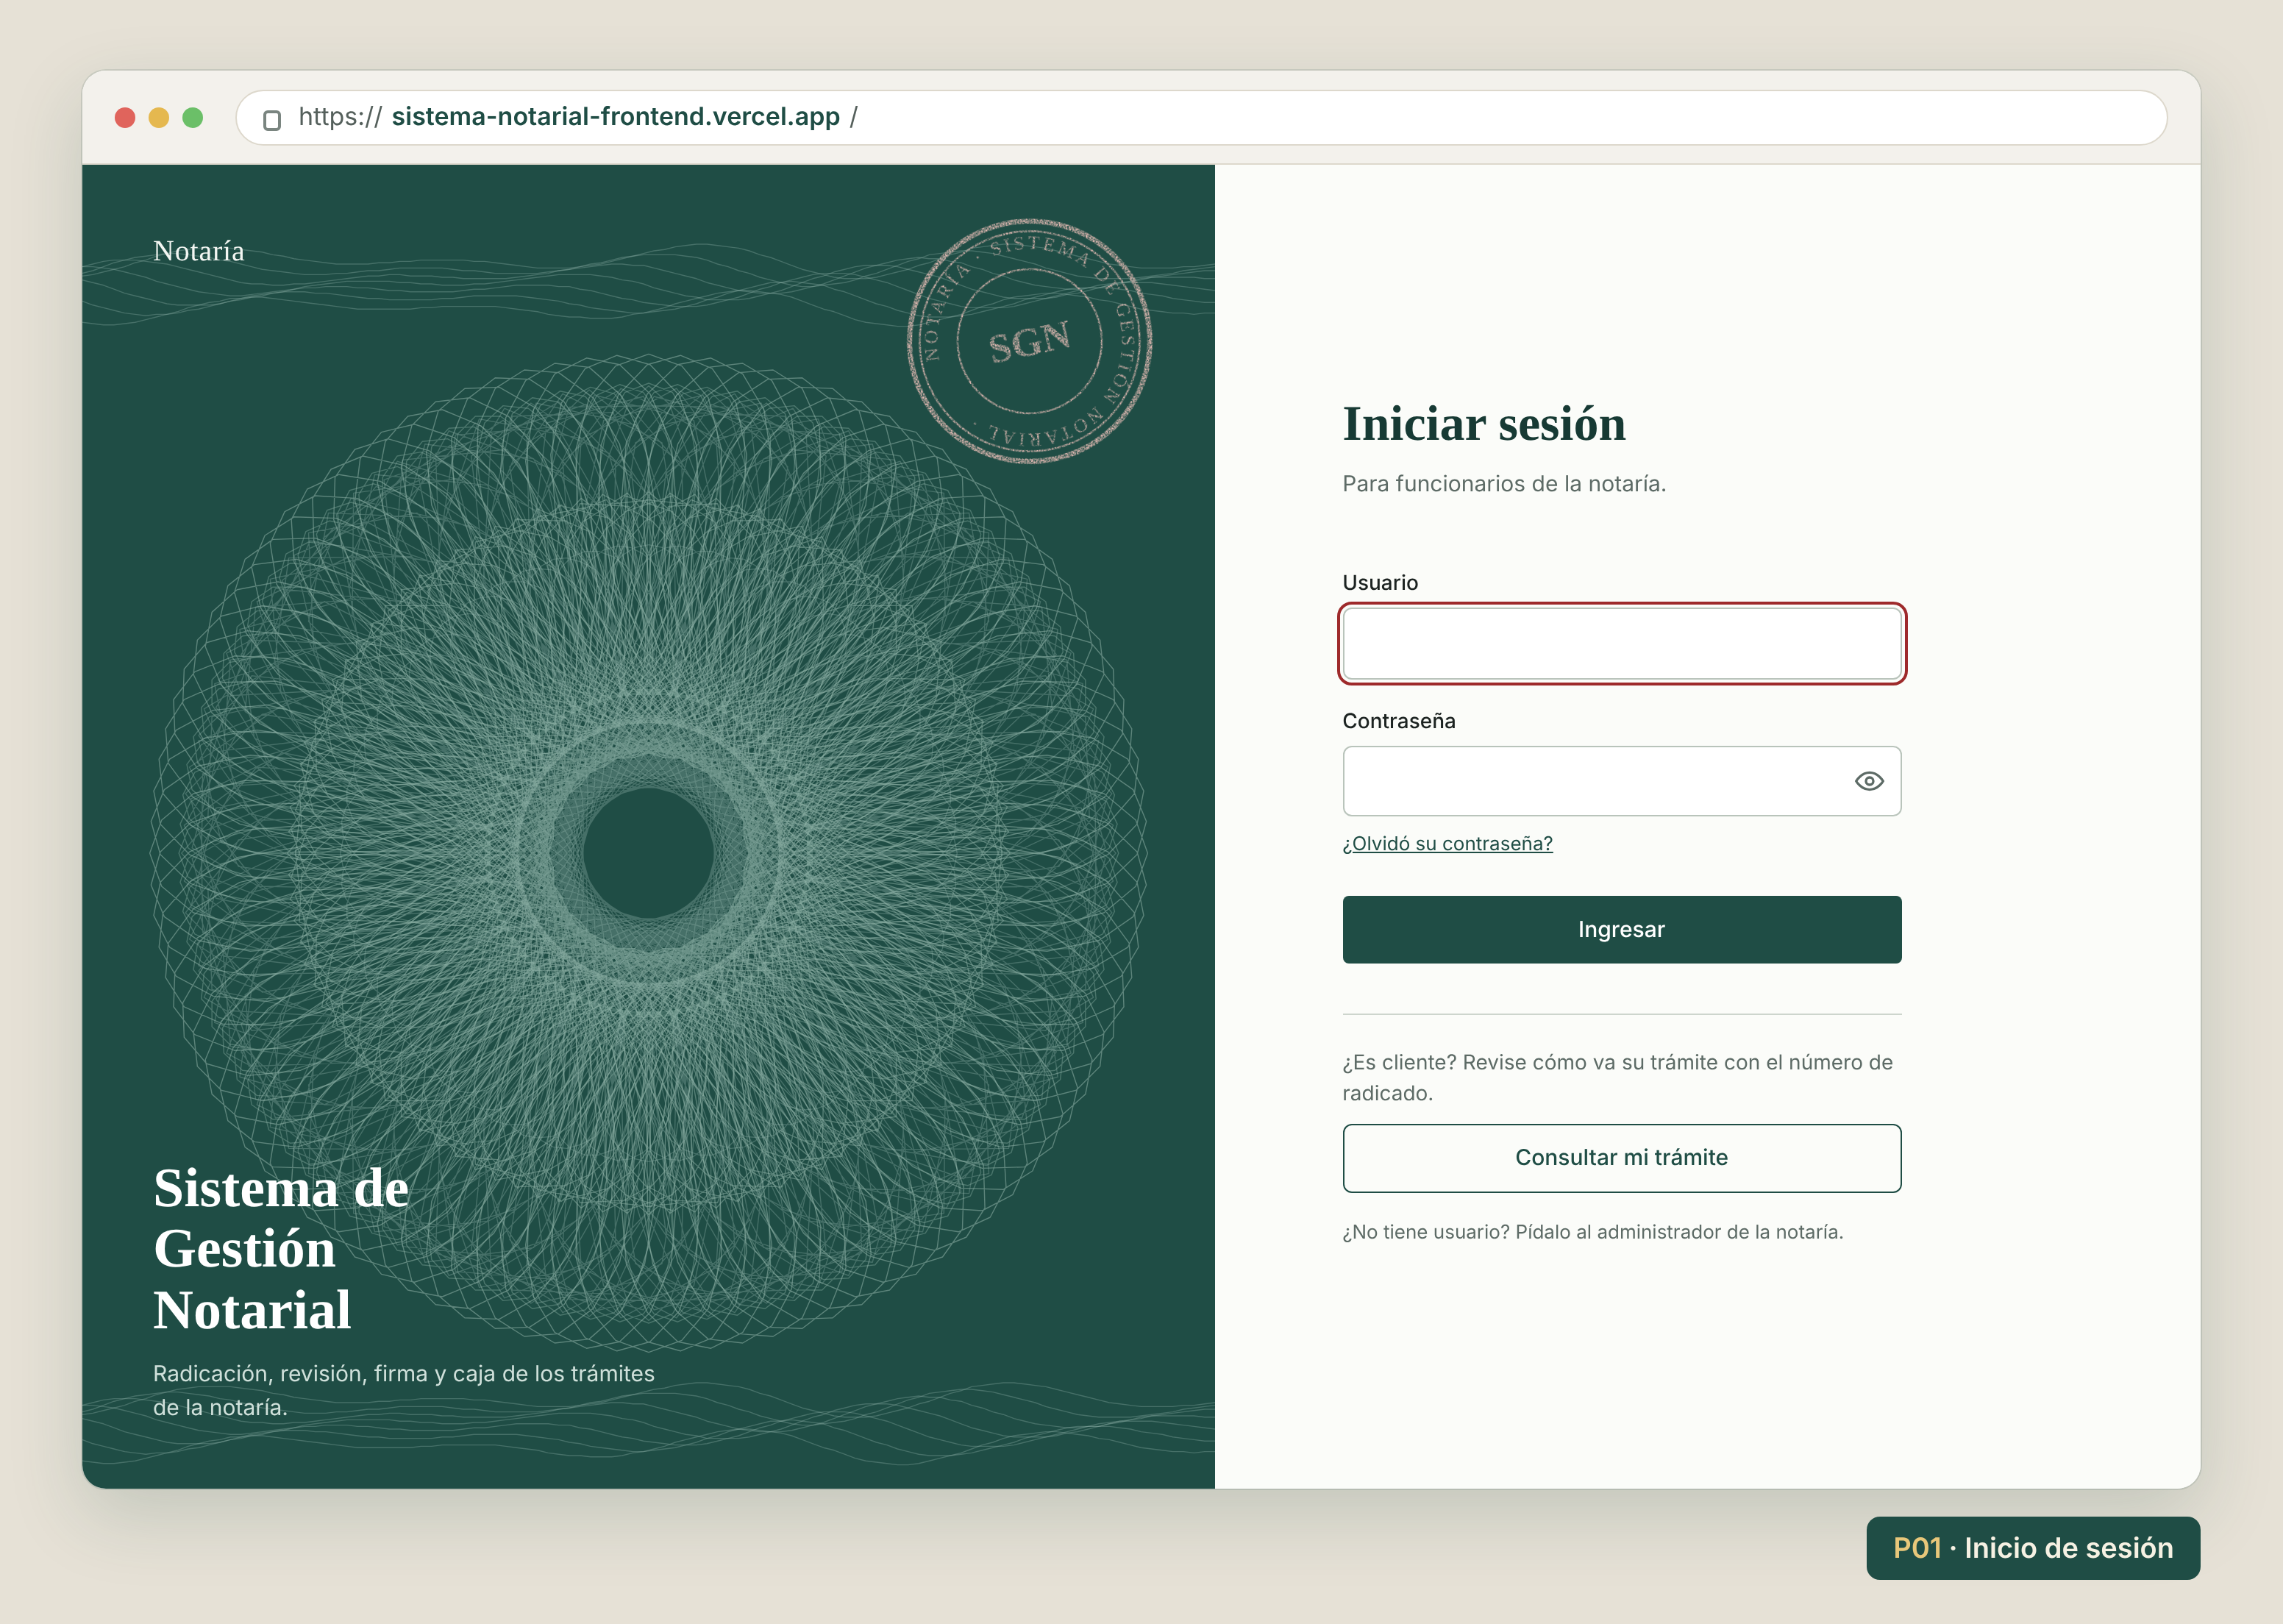 https:// sistema-notarial-frontend.vercel.app /
Notaría
NOTARÍA · SISTEMA DE GESTIÓN NOTARIAL ·
SGN
Sistema de
Gestión
Notarial
Radicación, revisión, firma y caja de los trámites
de la notaría.
Iniciar sesión
Para funcionarios de la notaría.
Usuario
Contraseña
¿Olvidó su contraseña?
Ingresar
¿Es cliente? Revise cómo va su trámite con el número de
radicado.
Consultar mi trámite
¿No tiene usuario? Pídalo al administrador de la notaría.
P01 · Inicio de sesión